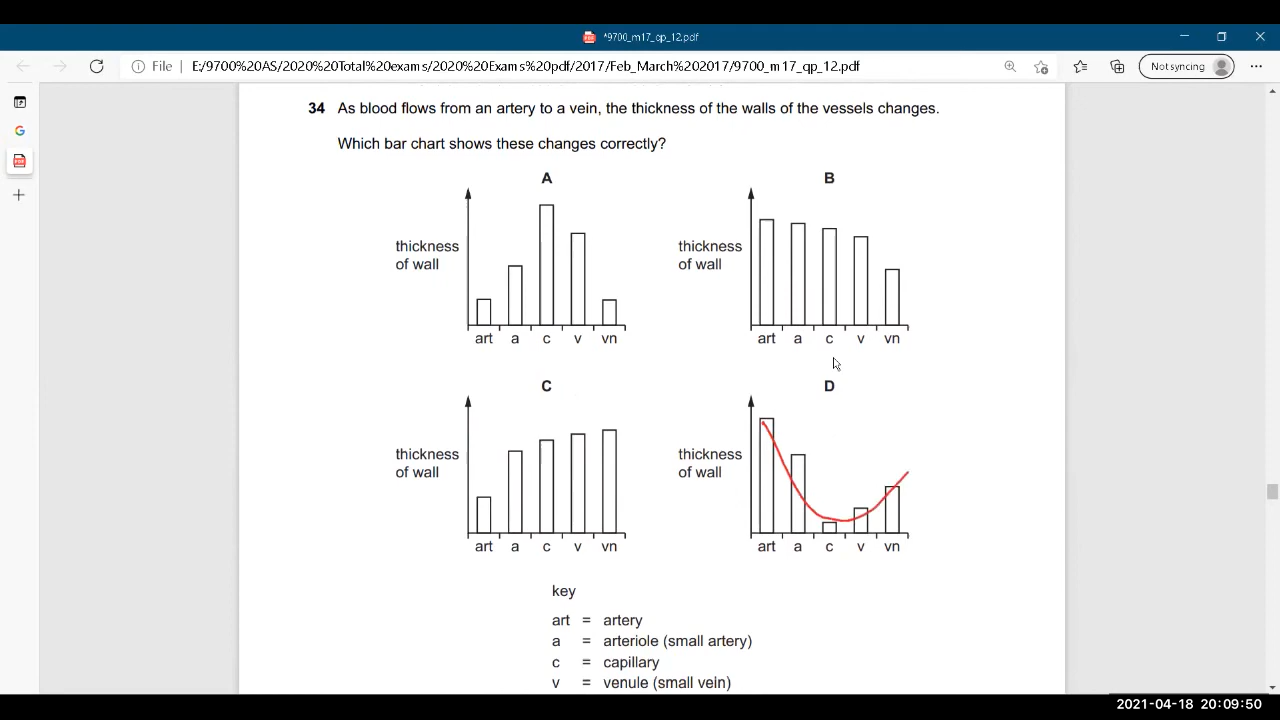 *9700_m17_qp_12.pdf
File | E:/9700%20AS/2020%20Total%20exams/2020%20Exams%20pdf/2017/Feb_March%202017/9700_m17_qp_12.pdf
Not syncing
34 As blood flows from an artery to a vein, the thickness of the walls of the vessels changes.
Which bar chart shows these changes correctly?
A
thickness
of wall
art a c v vn
B
thickness
of wall
art a c v vn
C
thickness
of wall
art a c v vn
D
thickness
of wall
art a c v vn
key
art = artery
a = arteriole (small artery)
c = capillary
v = venule (small vein)
2021-04-18 20:09:50